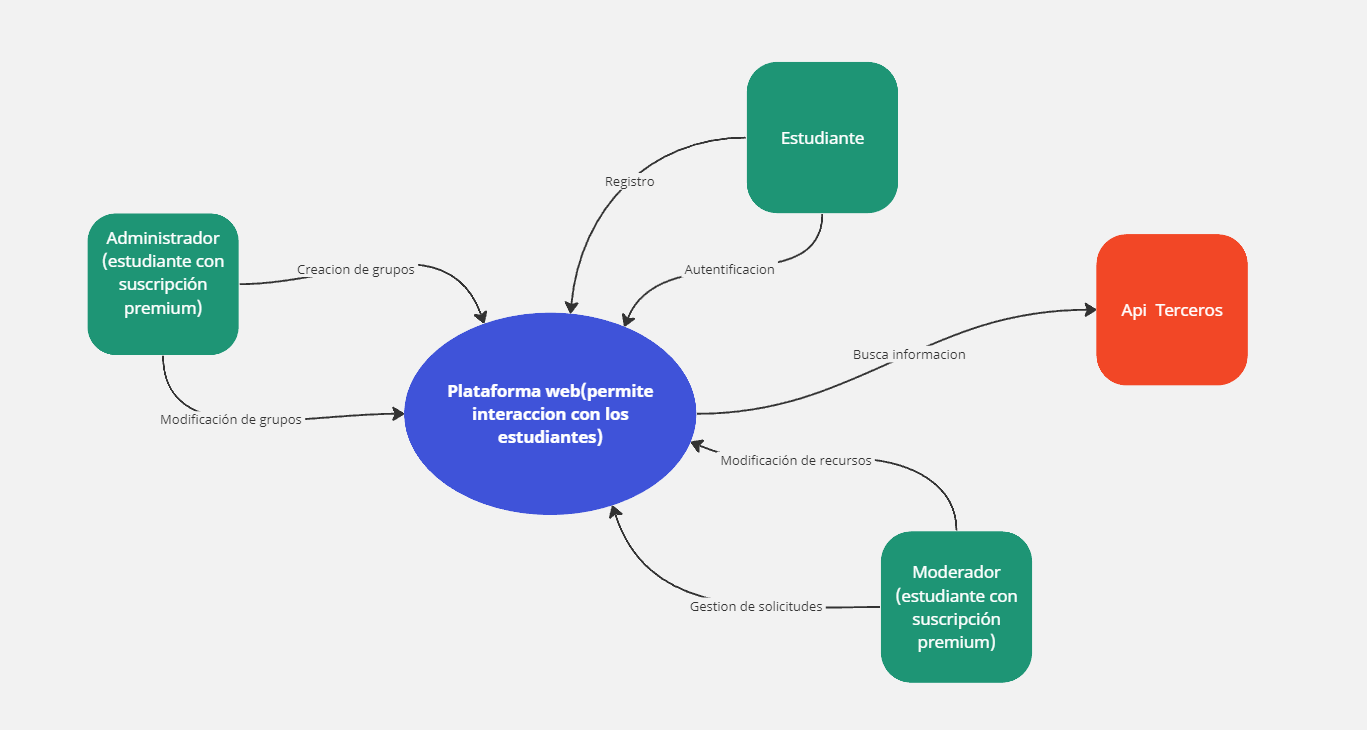 Estudiante
Registro
Administrador
(estudiante con
suscripción
premium)
Creacion de grupos
Autentificacion
Api  Terceros
Busca informacion
Plataforma web(permite
interaccion con los
estudiantes)
Modificación de grupos
Modificación de recursos
Moderador
(estudiante con
suscripción
premium)
Gestion de solicitudes